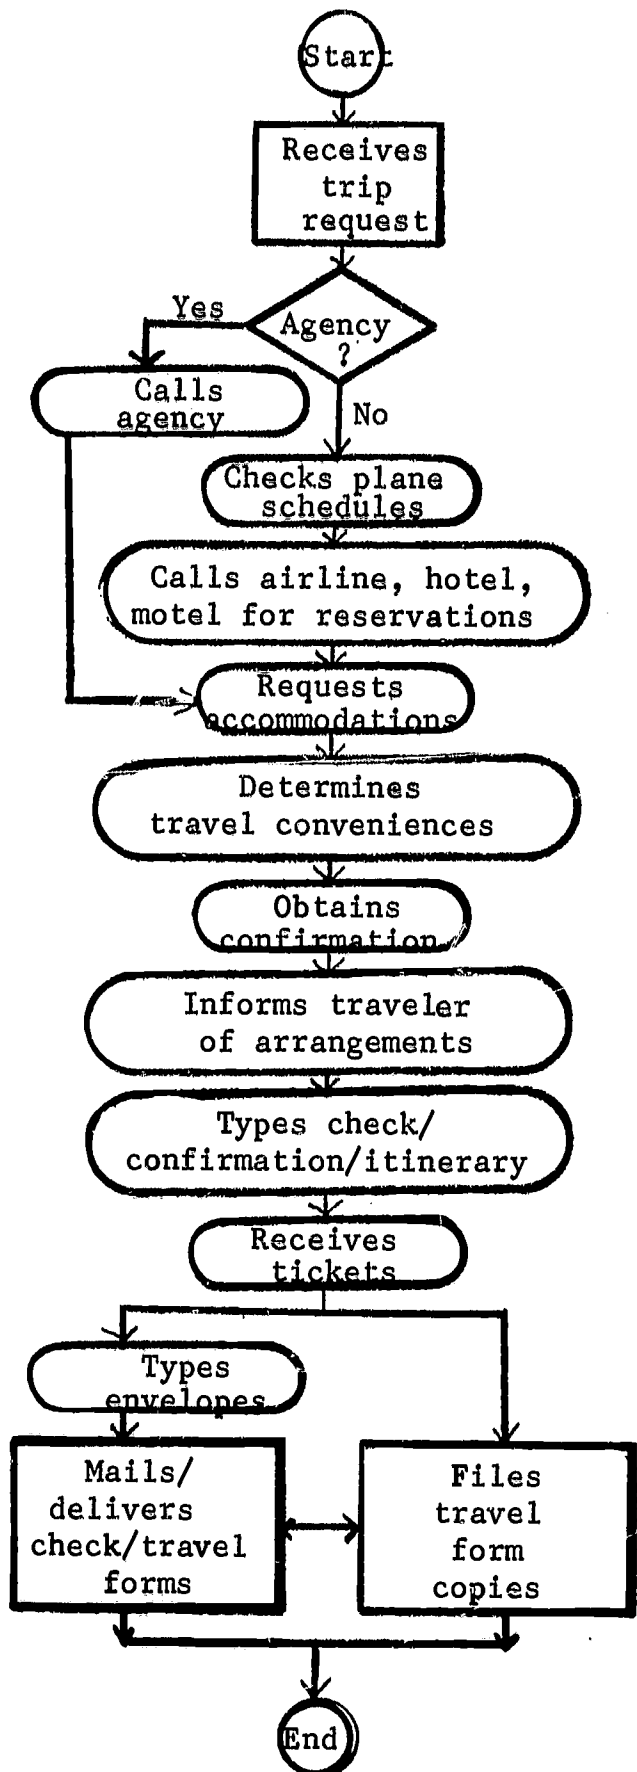 Start
Receives
trip
request
Yes
Agency
?
Calls
agency
No
Checks plane
schedules
Calls airline, hotel,
motel for reservations
Requests
accommodations
Determines
travel conveniences
Obtains
confirmation
Informs traveler
of arrangements
Types check/
confirmation/itinerary
Receives
tickets
Types
envelopes
Mails/
delivers
check/travel
forms
Files
travel
form
copies
End